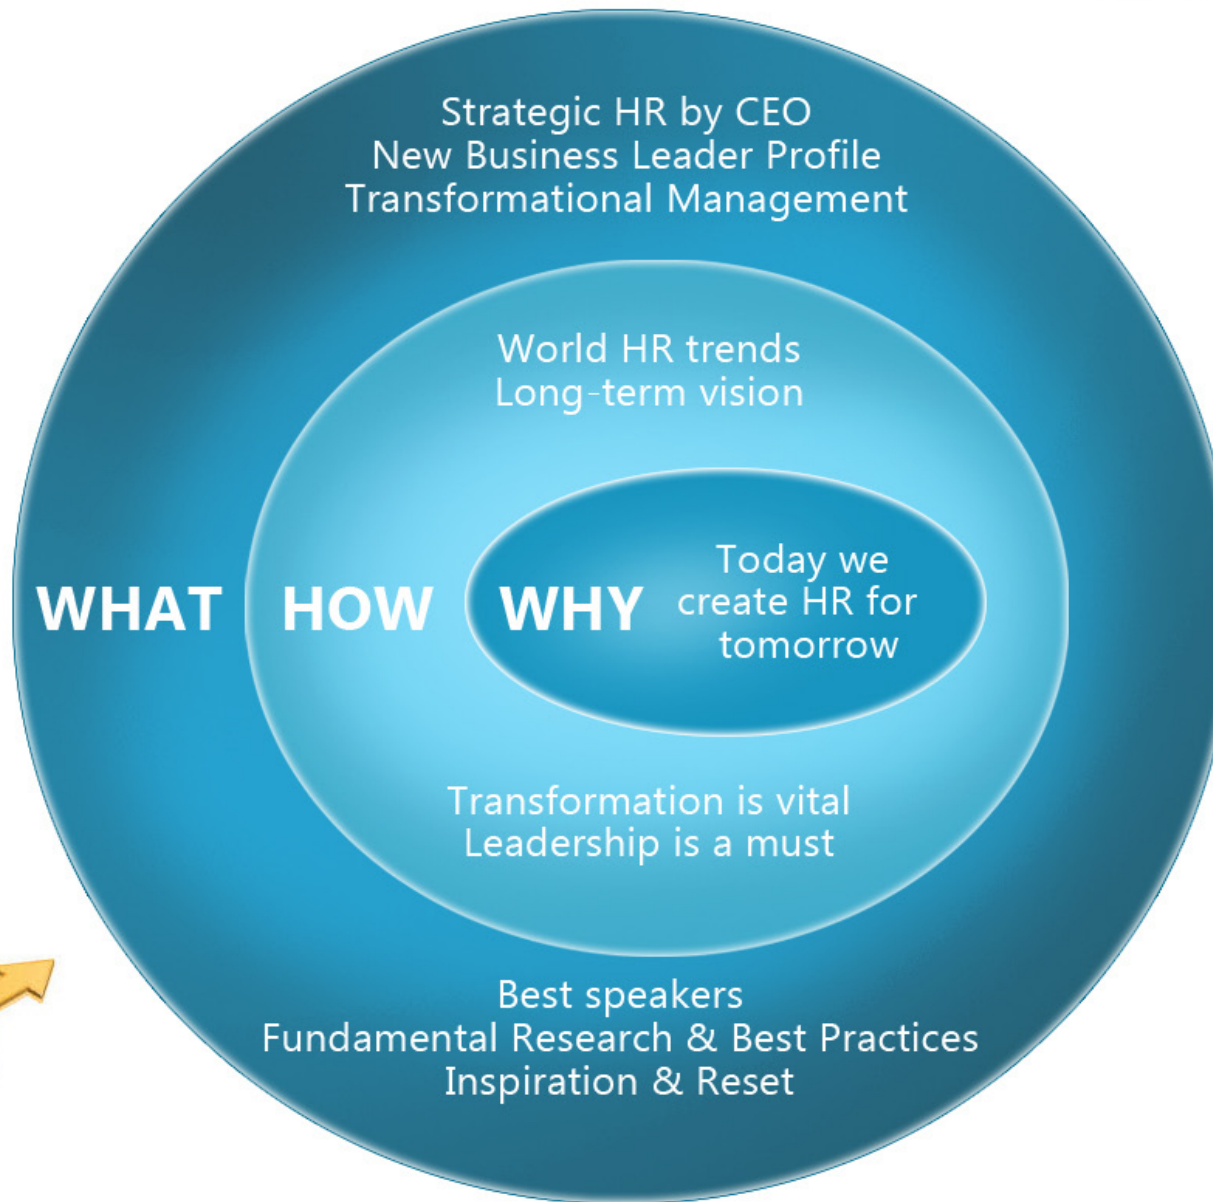 Strategic HR by CEO
New Business Leader Profile
Transformational Management
World HR trends
Long-term vision
WHAT HOW WHY
Today we
create HR for
tomorrow
Transformation is vital
Leadership is a must
Best speakers
Fundamental Research & Best Practices
Inspiration & Reset